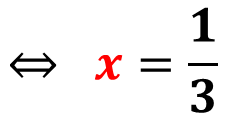 ⇔ x = 1/3